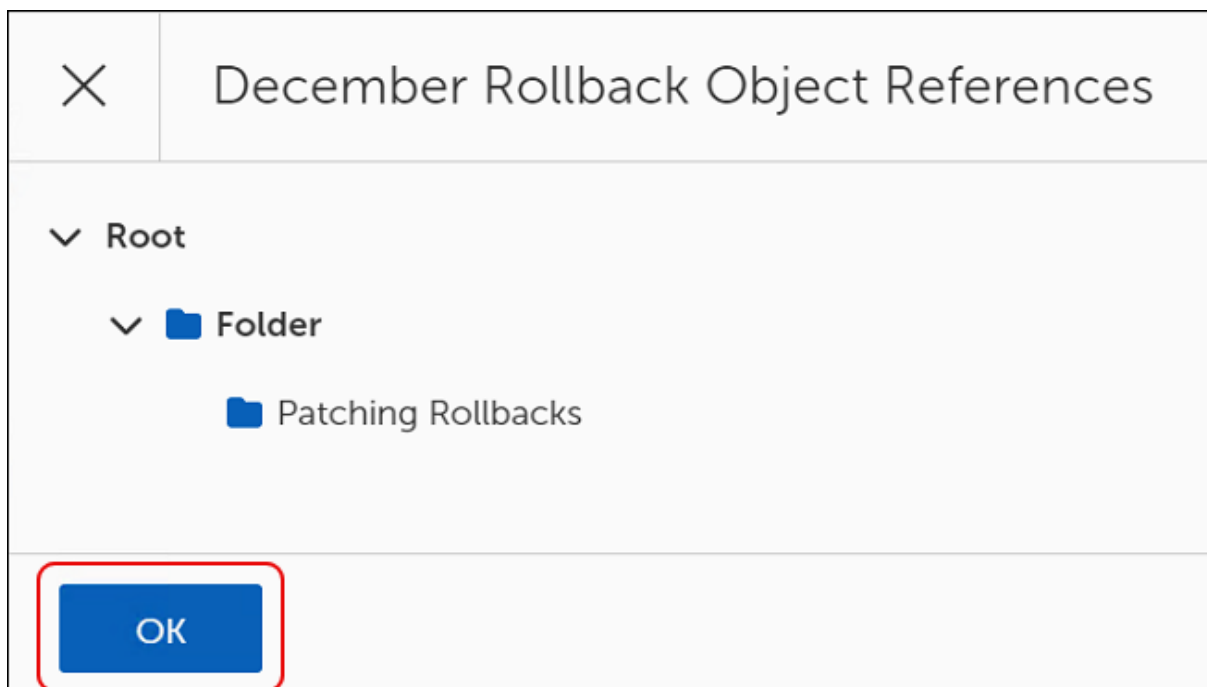 December Rollback Object References
Root
Folder
Patching Rollbacks
OK